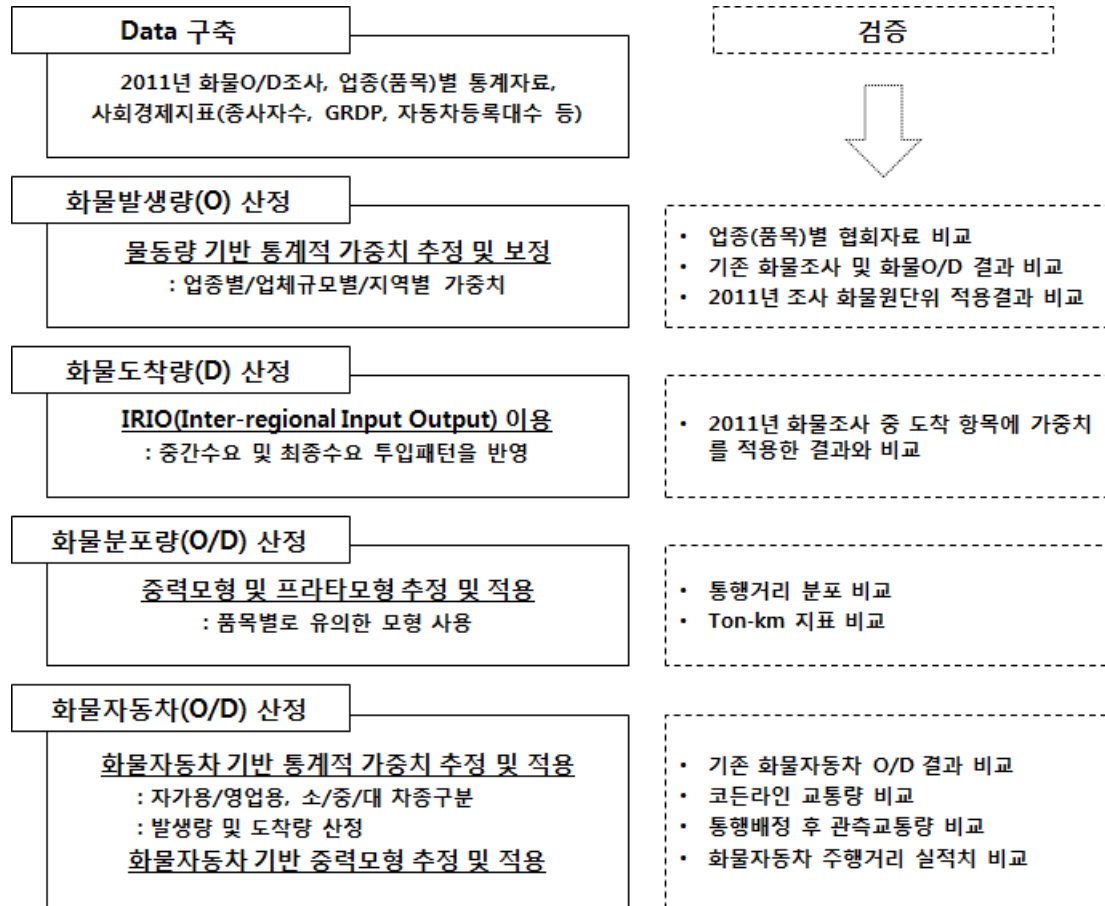 Data 구축
2011년 화물O/D조사, 업종(품목)별 통계자료,
사회경제지표(종사자수, GRDP, 자동차등록대수 등)
검증
화물발생량(O) 산정
물동량 기반 통계적 가중치 추정 및 보정
: 업종별/업체규모별/지역별 가중치
• 업종(품목)별 협회자료 비교
• 기존 화물조사 및 화물O/D 결과 비교
• 2011년 조사 화물원단위 적용결과 비교
화물도착량(D) 산정
IRIO(Inter-regional Input Output) 이용
: 중간수요 및 최종수요 투입패턴을 반영
• 2011년 화물조사 중 도착 항목에 가중치
를 적용한 결과와 비교
화물분포량(O/D) 산정
중력모형 및 프라타모형 추정 및 적용
: 품목별로 유의한 모형 사용
• 통행거리 분포 비교
• Ton-km 지표 비교
화물자동차(O/D) 산정
화물자동차 기반 통계적 가중치 추정 및 적용
: 자가용/영업용, 소/중/대 차종구분
: 발생량 및 도착량 산정
화물자동차 기반 중력모형 추정 및 적용
• 기존 화물자동차 O/D 결과 비교
• 코든라인 교통량 비교
• 통행배정 후 관측교통량 비교
• 화물자동차 주행거리 실적치 비교